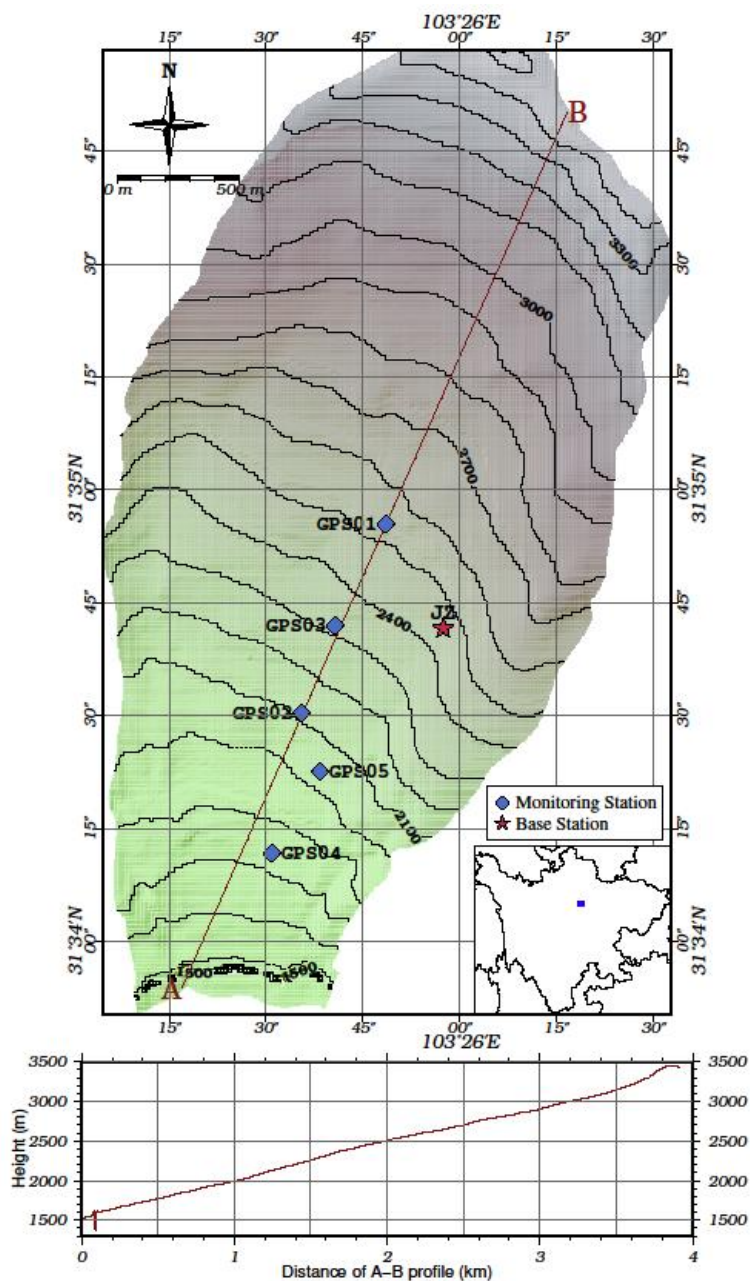 103°26'E
15" 30" 45" 00" 15" 30"
N
B
0 m 500 m
45" 45"
3300
30" 30"
3000
15" 15"
2700
31°35'N 00" 00" 31°35'N
GPS01
45" 45"
JZ
2400
GPS03
30" 30"
GPS02
GPS05
2100
Monitoring Station
Base Station
15" 15"
GPS04
31°34'N 00" 00" 31°34'N
1500 1500
A
15" 30" 45" 00" 15" 30"
103°26'E
3500 3500
3000 3000
Height (m)
2500 2500
2000 2000
1500 1500
0 1 2 3 4
Distance of A–B profile (km)